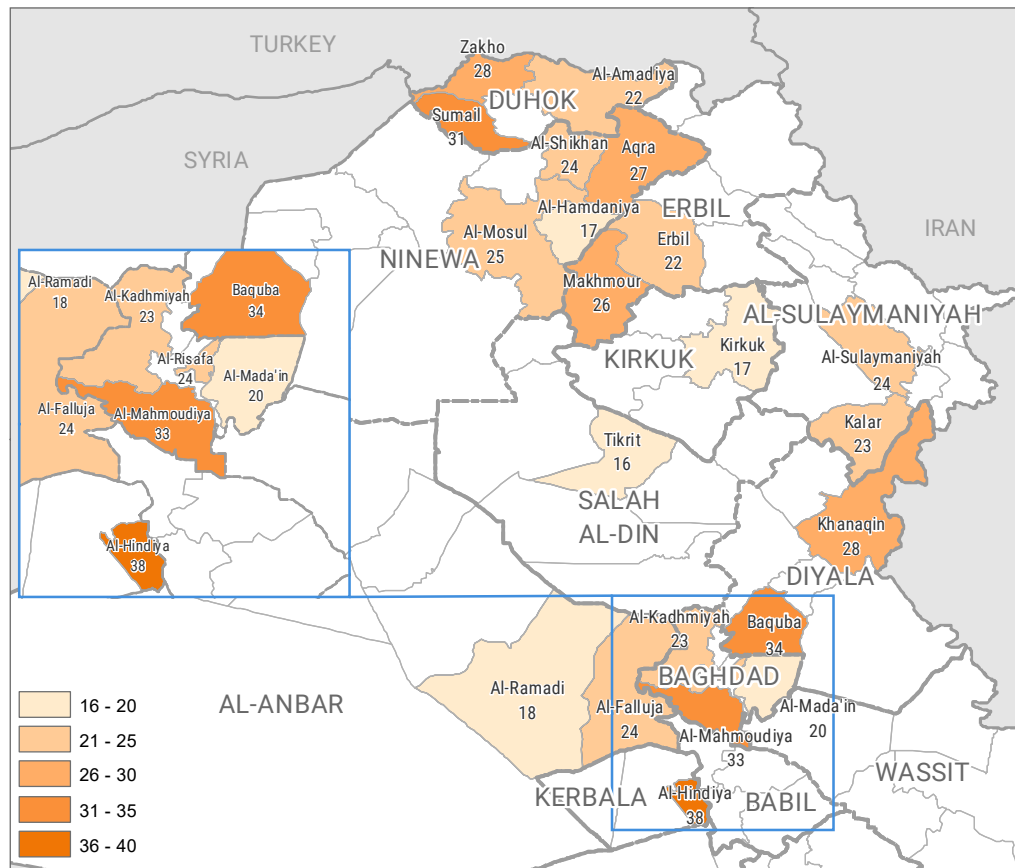 TURKEY
Zakho
28
Al-Amadiya
22
DUHOK
Sumail
31
SYRIA
Al-Shikhan
24
Aqra
27
Al-Hamdaniya
17
ERBIL
IRAN
Al-Mosul
25
NINEWA
Erbil
22
Makhmour
26
AL-SULAYMANIYAH
KIRKUK
Kirkuk
17
Al-Sulaymaniyah
24
Kalar
23
Tikrit
16
SALAH
AL-DIN
Khanaqin
28
DIYALA
Al-Ramadi
18
Al-Kadhmiyah
23
Baquba
34
Al-Risafa
24
Al-Mada'in
20
Al-Falluja
24
Al-Mahmoudiya
33
Al-Hindiya
38
Al-Kadhmiyah
23
Baquba
34
BAGHDAD
Al-Ramadi
18
Al-Falluja
24
Al-Mada'in
20
Al-Mahmoudiya
33
AL-ANBAR
WASSIT
KERBALA
Al-Hindiya
38
BABIL
16 - 20
21 - 25
26 - 30
31 - 35
36 - 40